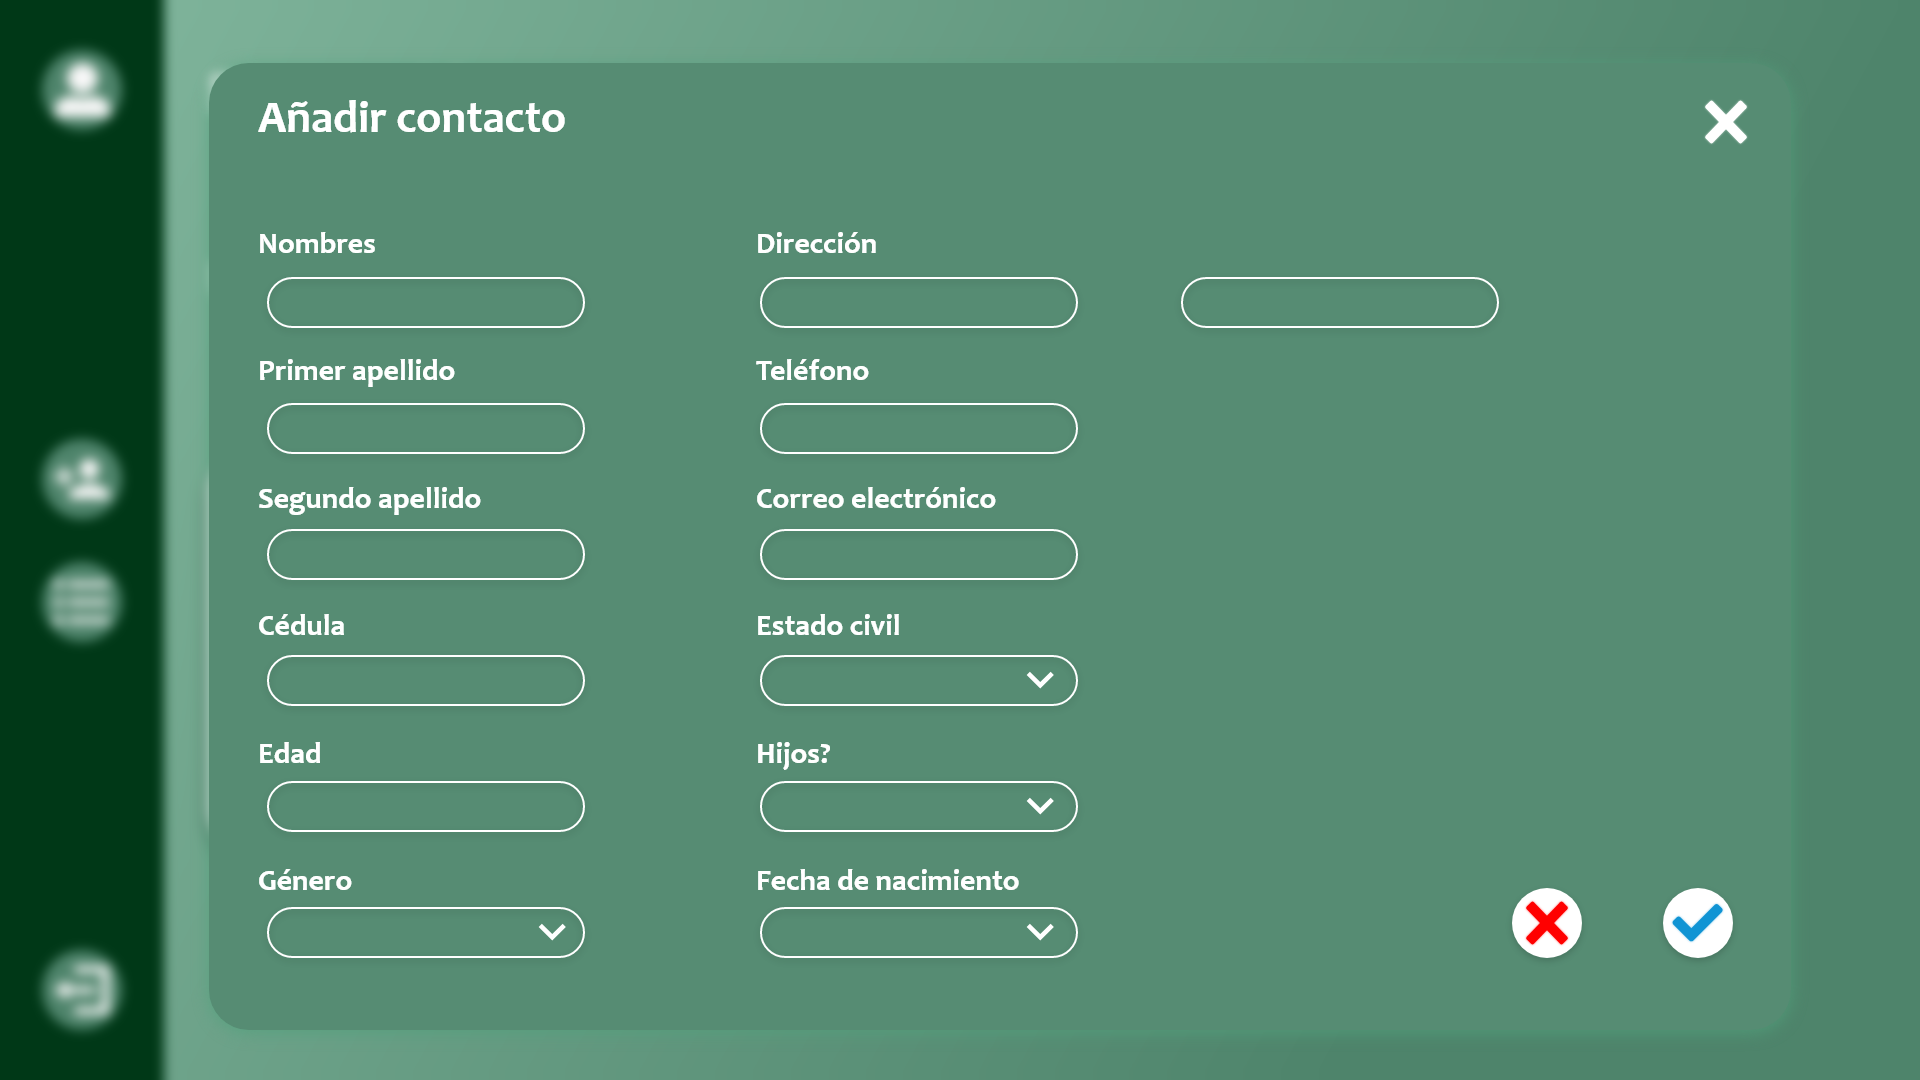 Añadir contacto
Nombres
Dirección
Primer apellido
Teléfono
Segundo apellido
Correo electrónico
Cédula
Estado civil
Edad
Hijos?
Género
Fecha de nacimiento